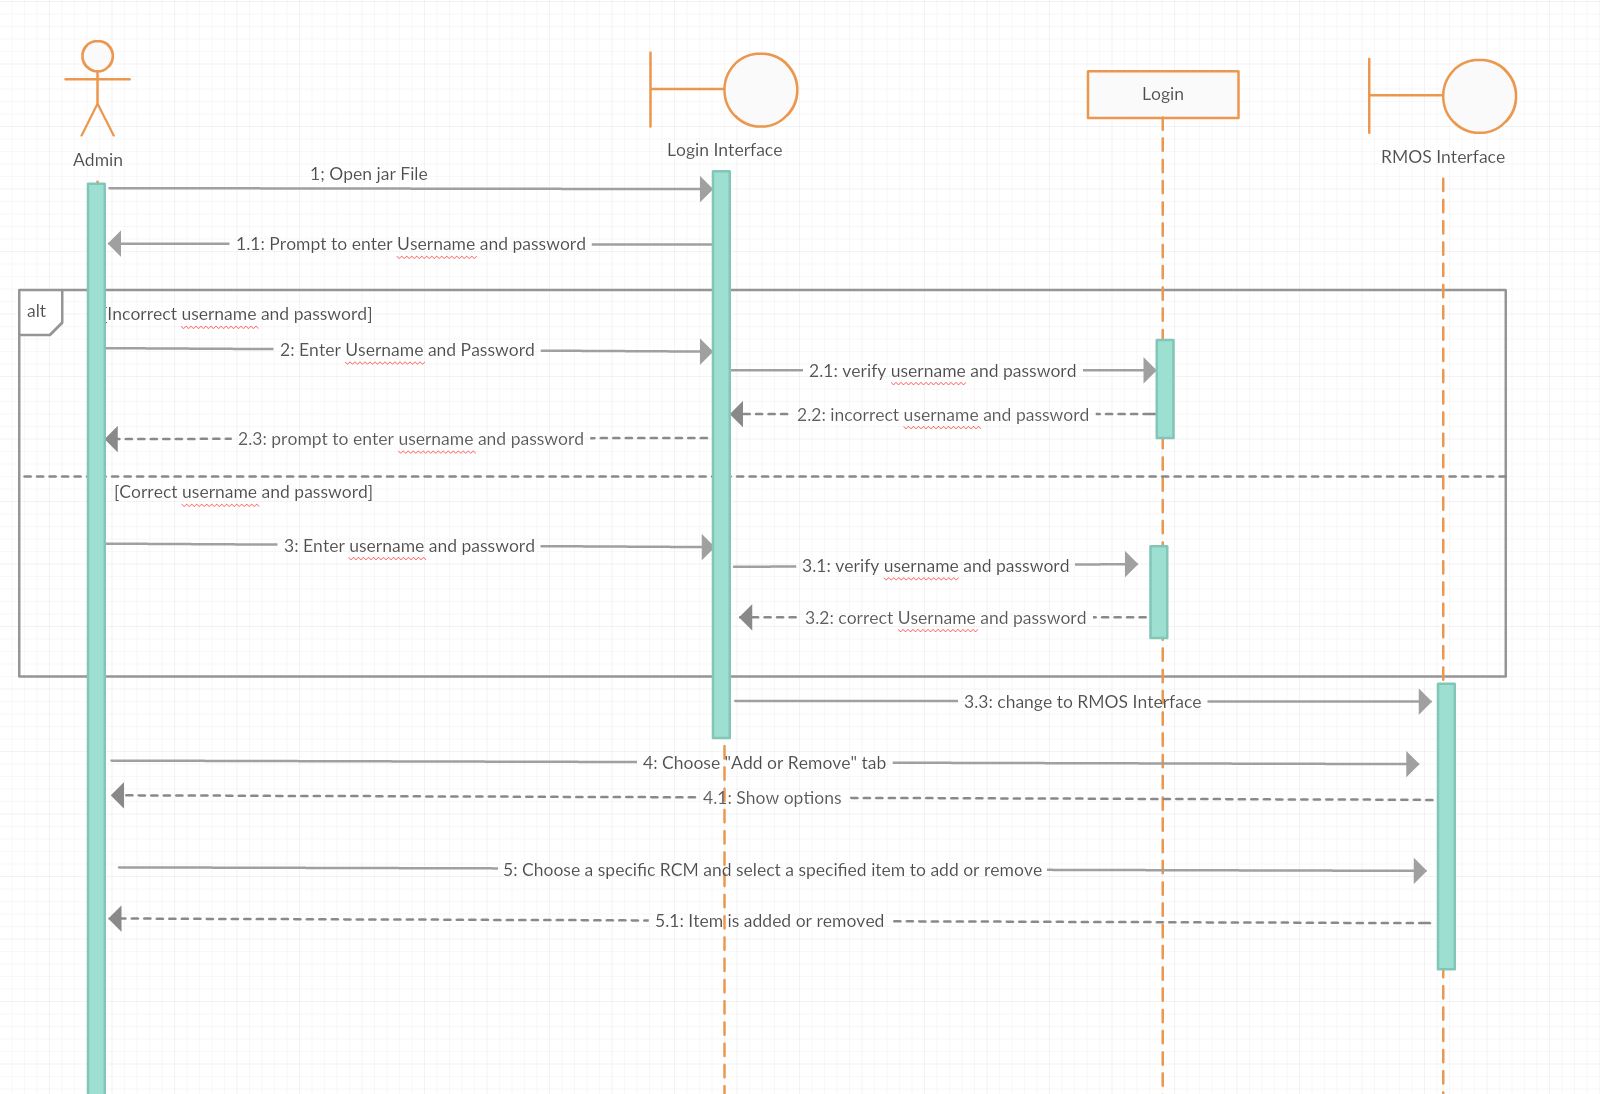 Login
Login Interface
RMOS Interface
Admin
1; Open jar File
1.1: Prompt to enter Username and password
alt
[Incorrect username and password]
2: Enter Username and Password
2.1: verify username and password
2.2: incorrect username and password
2.3: prompt to enter username and password
[Correct username and password]
3: Enter username and password
3.1: verify username and password
3.2: correct Username and password
3.3: change to RMOS Interface
4: Choose "Add or Remove" tab
4.1: Show options
5: Choose a specific RCM and select a specified item to add or remove
5.1: Item is added or removed